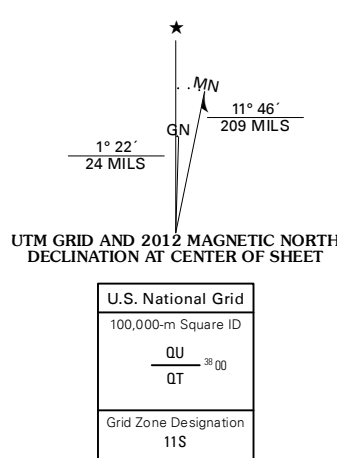 ★
MN
GN
11° 46´
209 MILS
1° 22´
24 MILS
UTM GRID AND 2012 MAGNETIC NORTH
DECLINATION AT CENTER OF SHEET
U.S. National Grid
100,000-m Square ID
QU
38 00
QT
Grid Zone Designation
11S